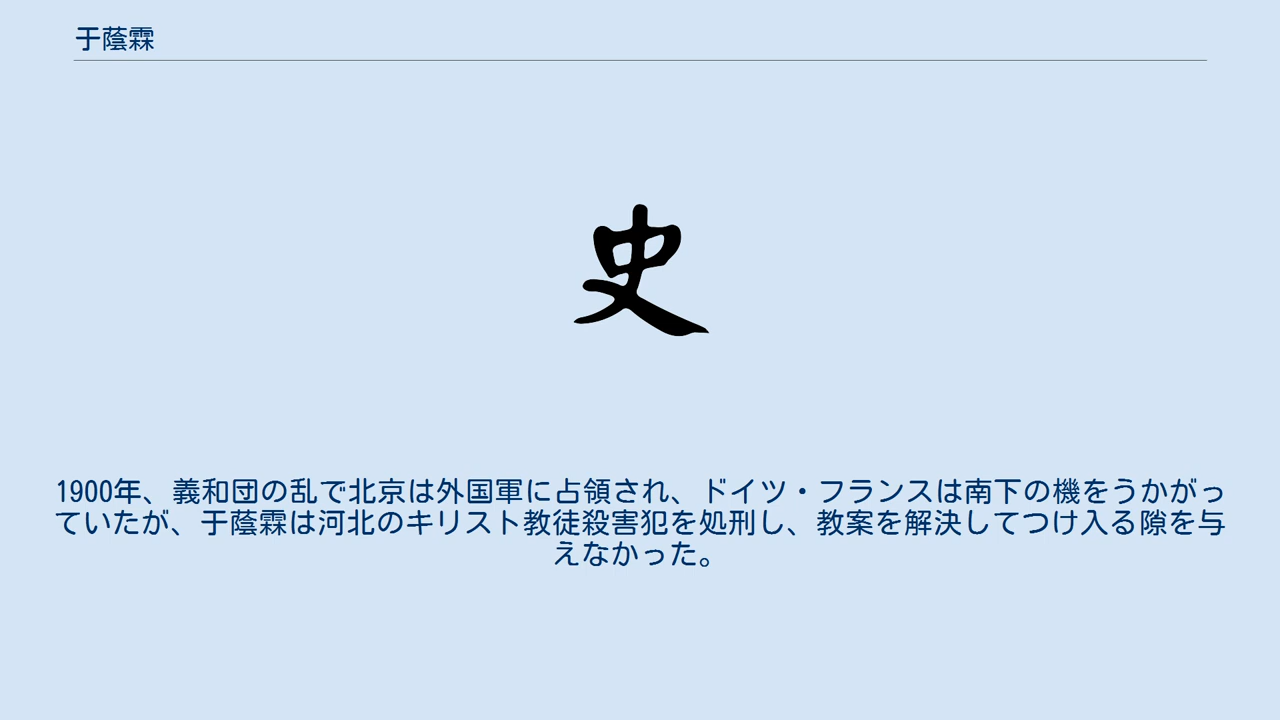 于蔭霖
史
1900年、義和団の乱で北京は外国軍に占領され、ドイツ・フランスは南下の機をうかがっ
ていたが、于蔭霖は河北のキリスト教徒殺害犯を処刑し、教案を解決してつけ入る隙を与
えなかった。